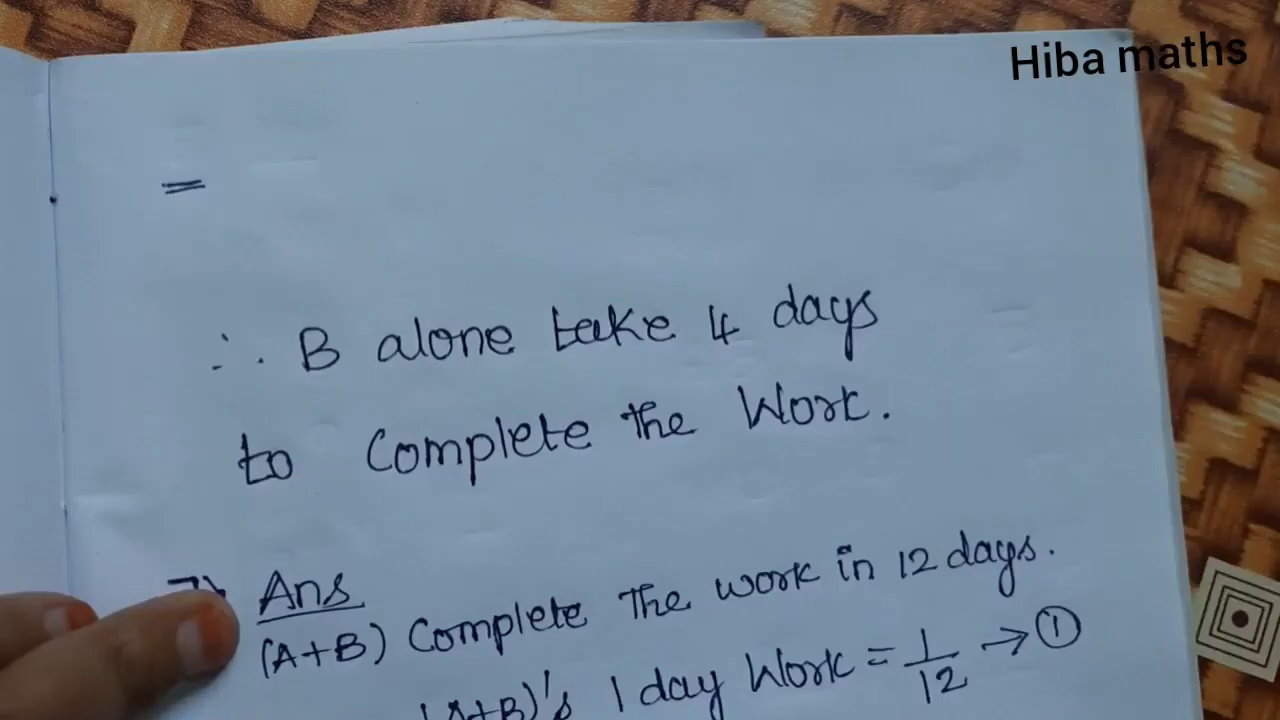 Hiba maths
=
∴ B alone take 4 days
to Complete the Work.
7) Ans
(A+B) Complete The work in 12 days.
(A+B)'s 1 day Work = 1/12 → ①